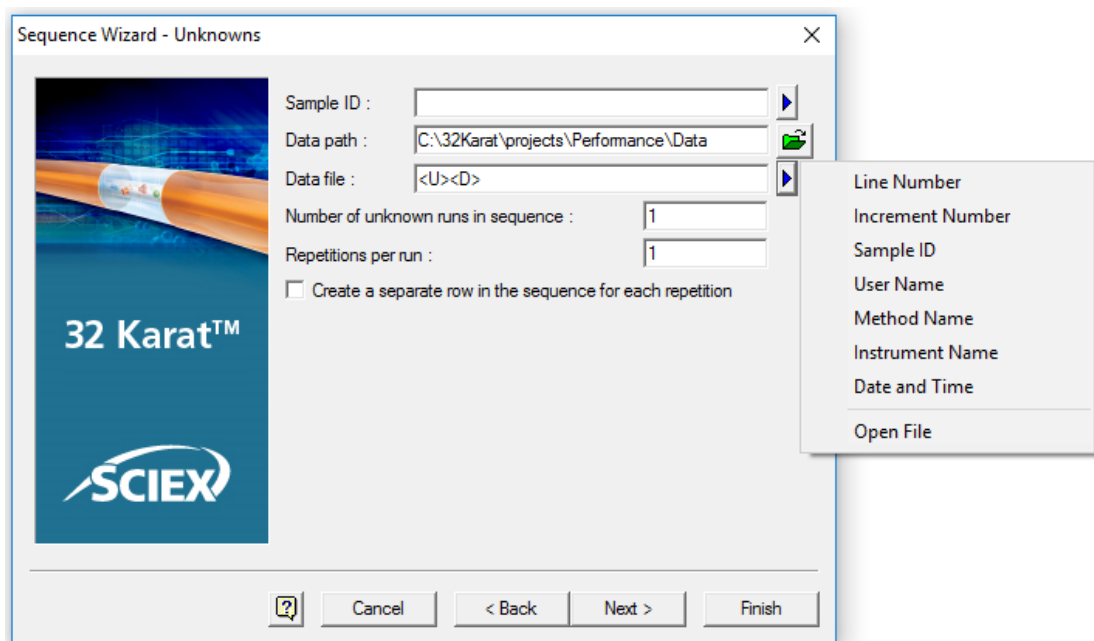 Sequence Wizard - Unknowns
Sample ID :
Data path : C:\32Karat\projects\Performance\Data
Data file : <U><D>
Number of unknown runs in sequence : 1
Repetitions per run : 1
Create a separate row in the sequence for each repetition
32 Karat™
SCIEX
Line Number
Increment Number
Sample ID
User Name
Method Name
Instrument Name
Date and Time
Open File
? Cancel < Back Next > Finish